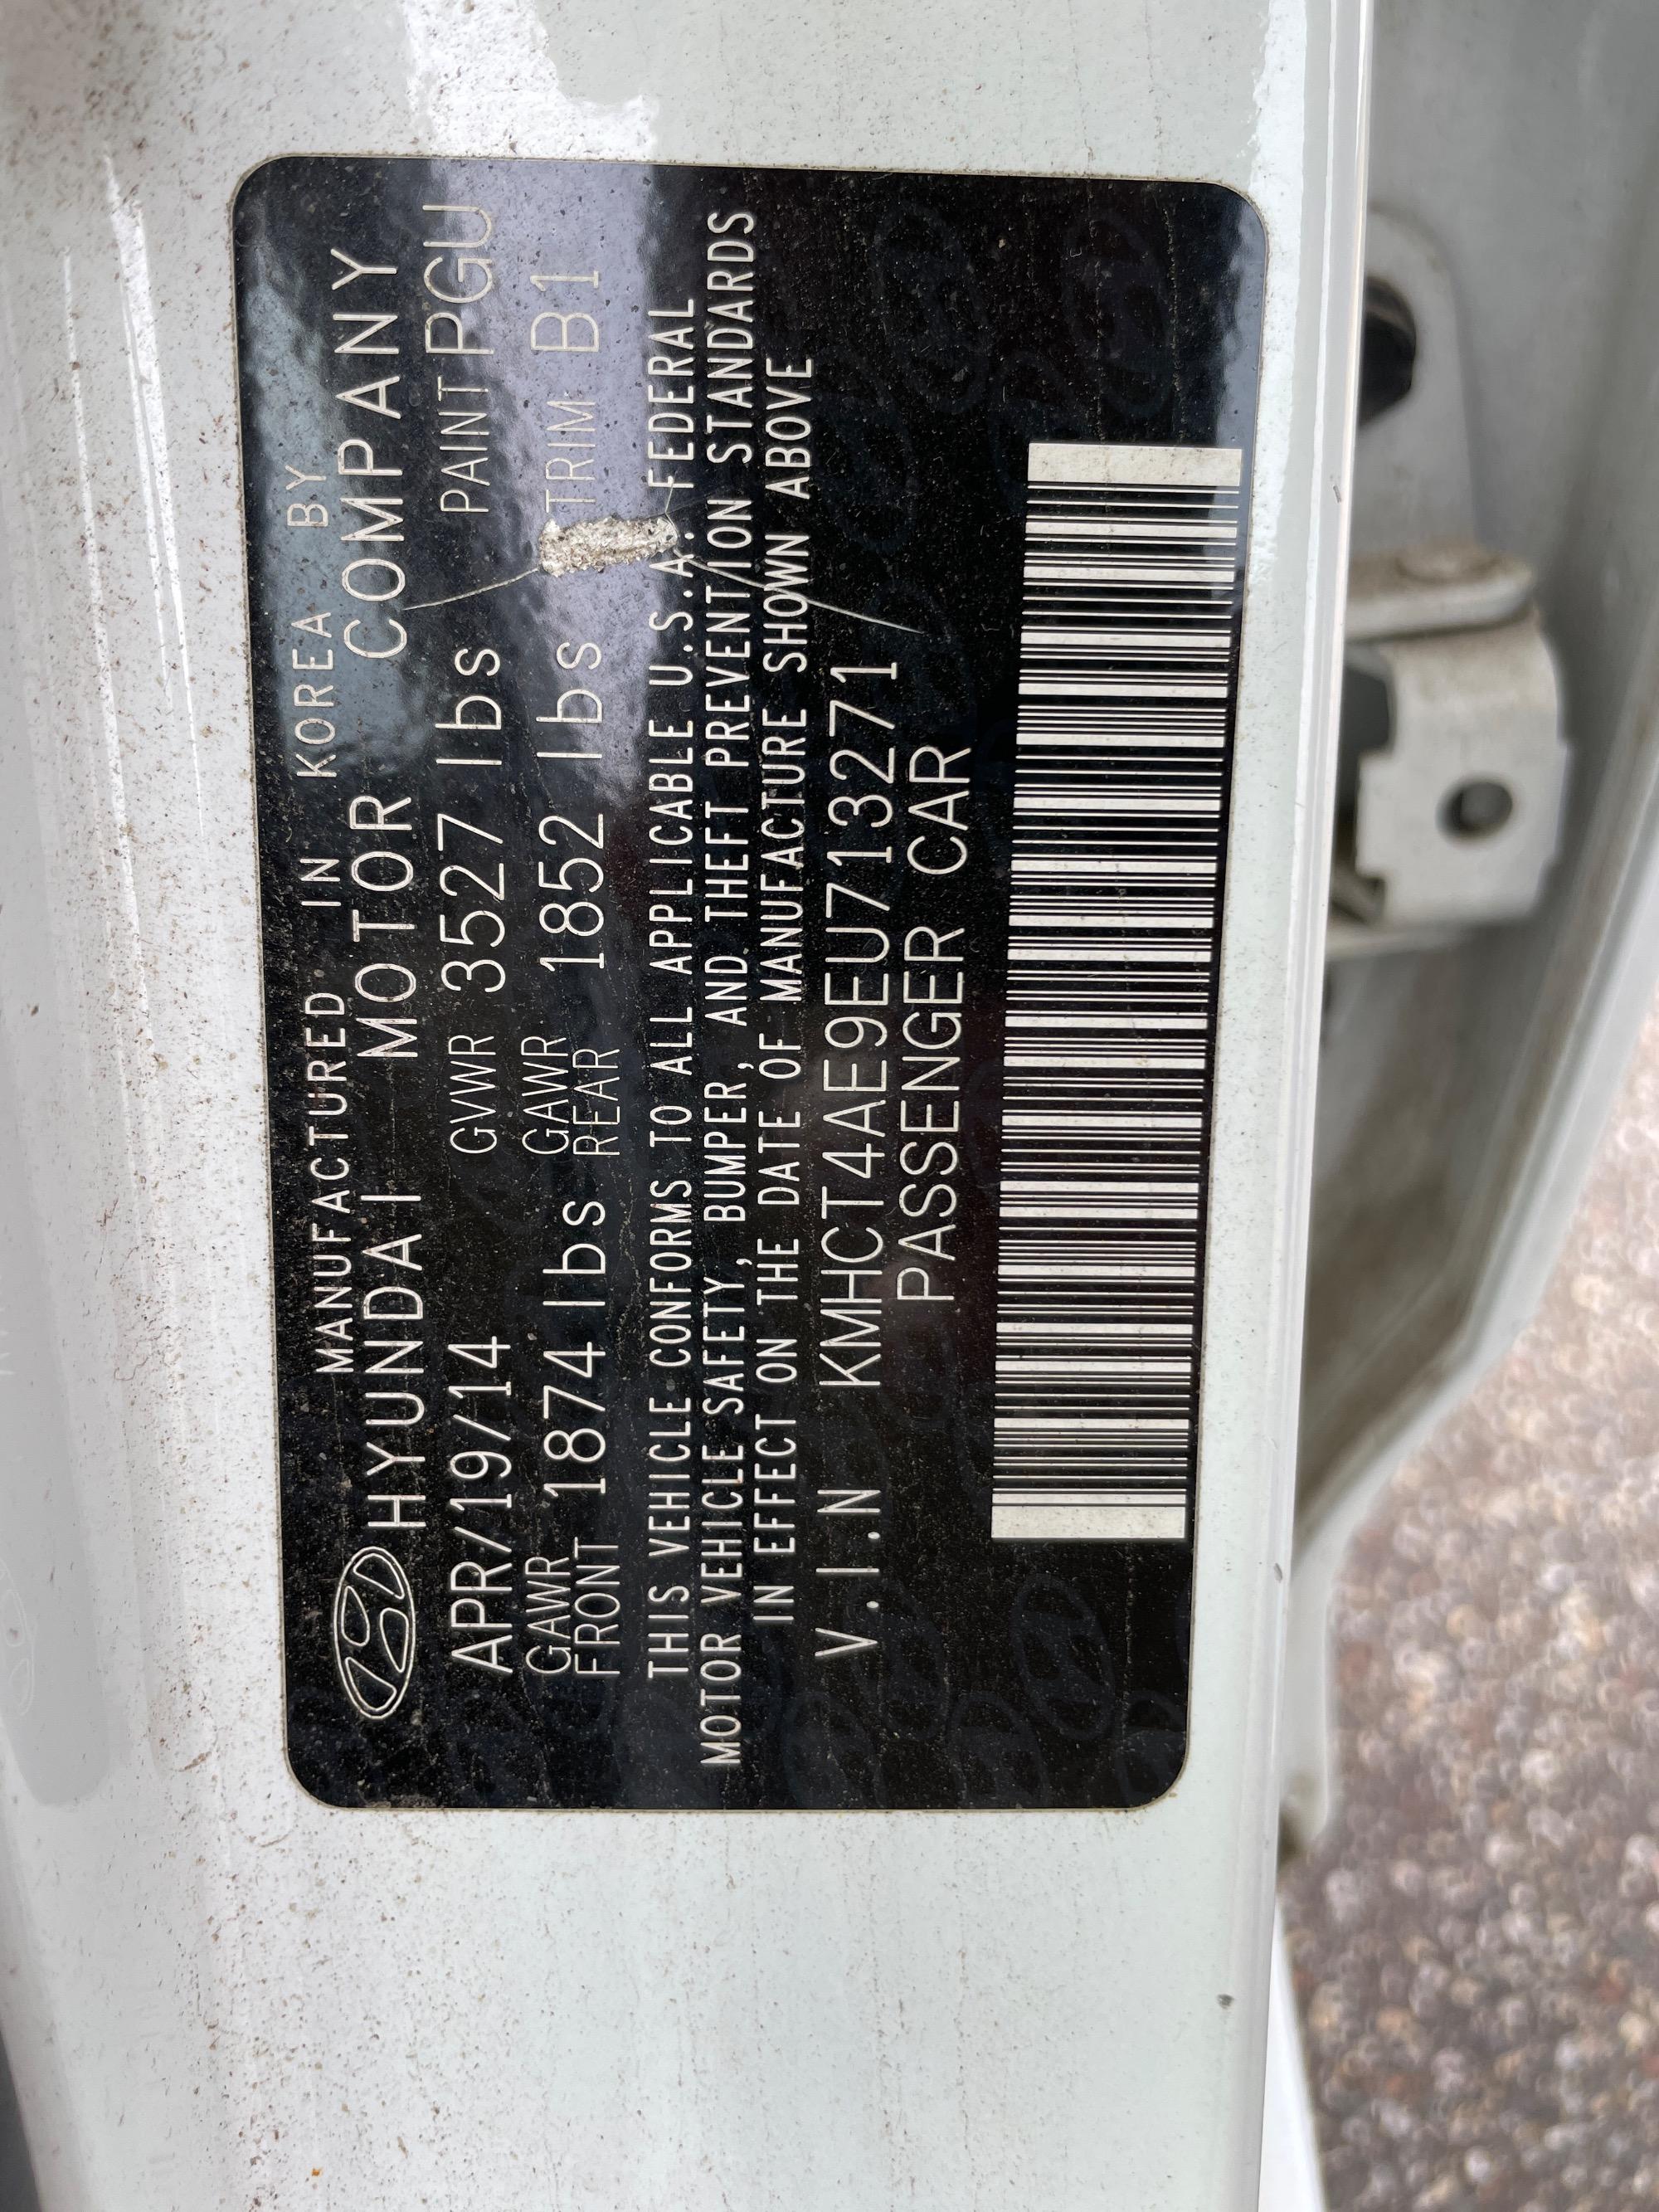 MANUFACTURED IN KOREA BY
HYUNDAI MOTOR COMPANY
APR/19/14 GVWR 3527 lbs PAINT PGU
GAWR FRONT 1874 lbs GAWR REAR 1852 lbs TRIM B1
THIS VEHICLE CONFORMS TO ALL APPLICABLE U.S.A. FEDERAL
MOTOR VEHICLE SAFETY, BUMPER, AND THEFT PREVENTION STANDARDS
IN EFFECT ON THE DATE OF MANUFACTURE SHOWN ABOVE
V.I.N KMHCT4AE9EU713271
PASSENGER CAR